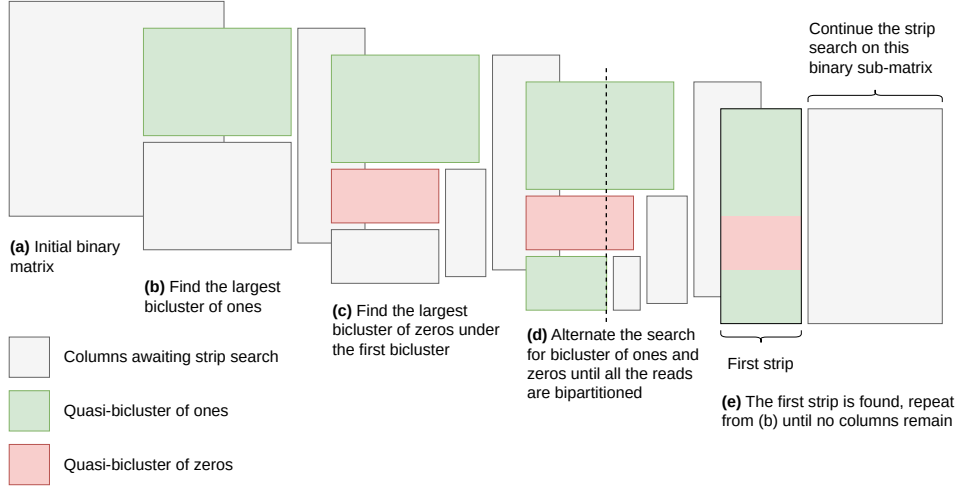 Continue the strip
search on this
binary sub-matrix
(a) Initial binary
matrix
(b) Find the largest
bicluster of ones
(c) Find the largest
bicluster of zeros under
the first bicluster
(d) Alternate the search
for bicluster of ones and
zeros until all the reads
are bipartitioned
First strip
(e) The first strip is found, repeat
from (b) until no columns remain
Columns awaiting strip search
Quasi-bicluster of ones
Quasi-bicluster of zeros